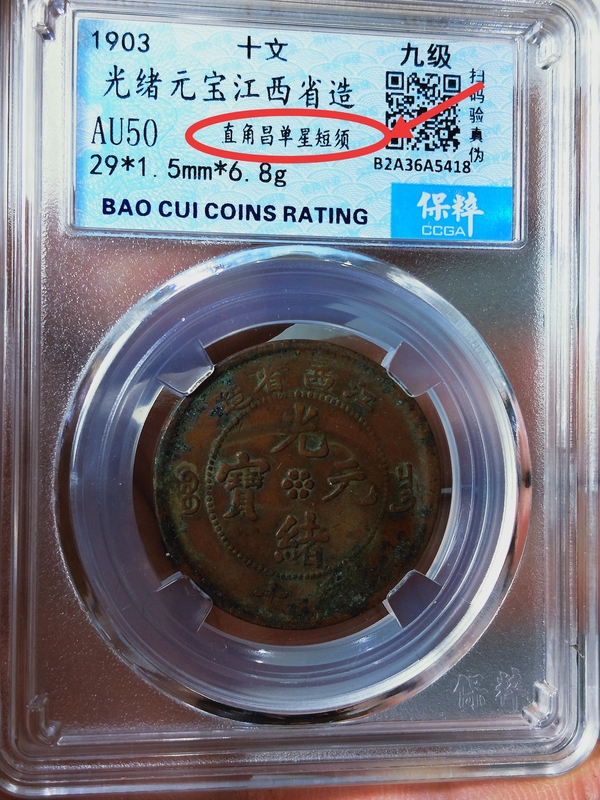 1903 十文 九级
光绪元宝江西省造
扫码验真伪
AU50 直角昌单星短须
29*1.5mm*6.8g B2A36A5418
BAO CUI COINS RATING
保粹
CCGA
造省西江
光
寶 元
緒
保粹